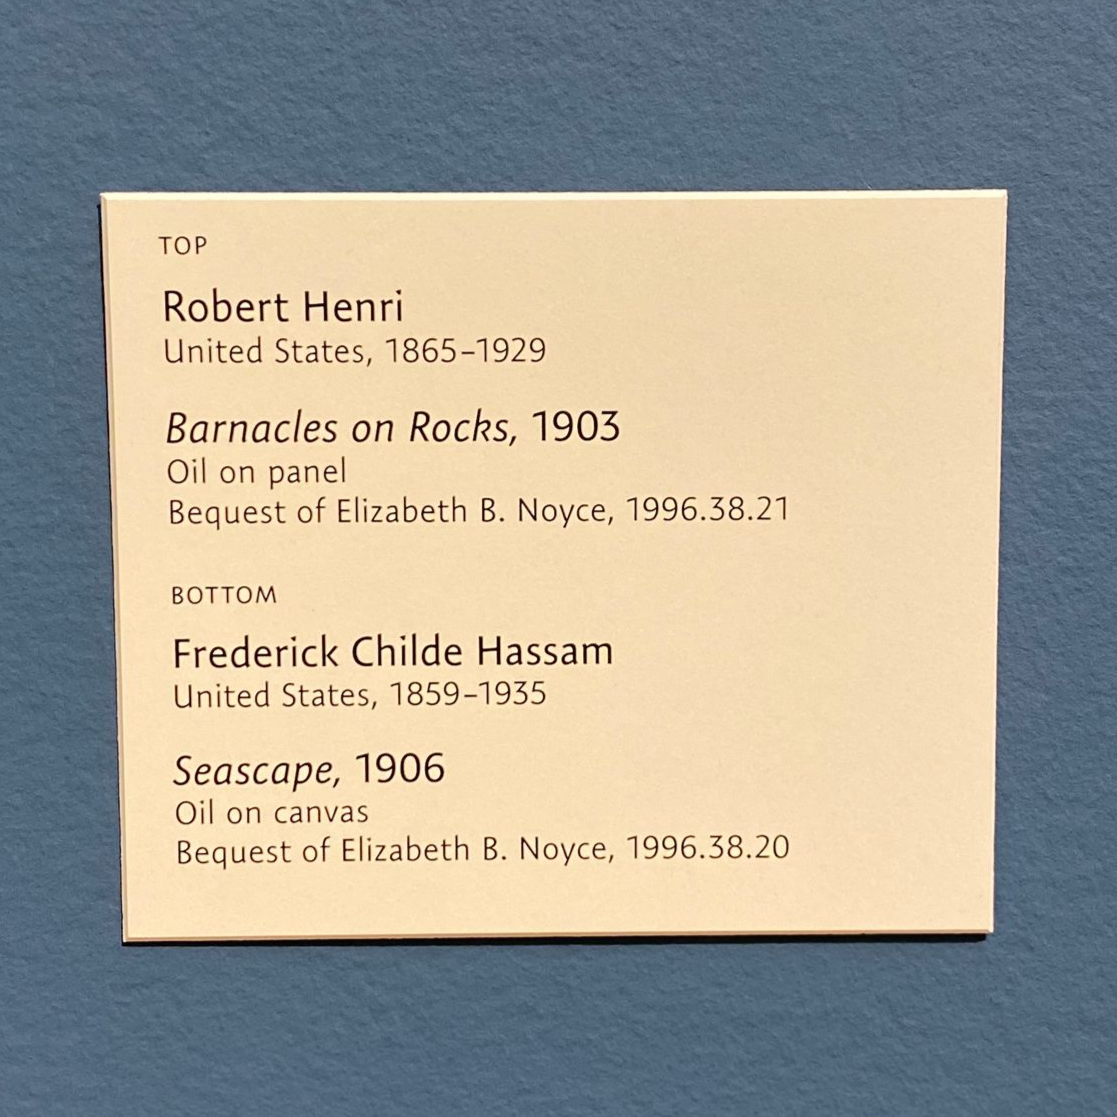 TOP
Robert Henri
United States, 1865–1929
Barnacles on Rocks, 1903
Oil on panel
Bequest of Elizabeth B. Noyce, 1996.38.21
BOTTOM
Frederick Childe Hassam
United States, 1859–1935
Seascape, 1906
Oil on canvas
Bequest of Elizabeth B. Noyce, 1996.38.20